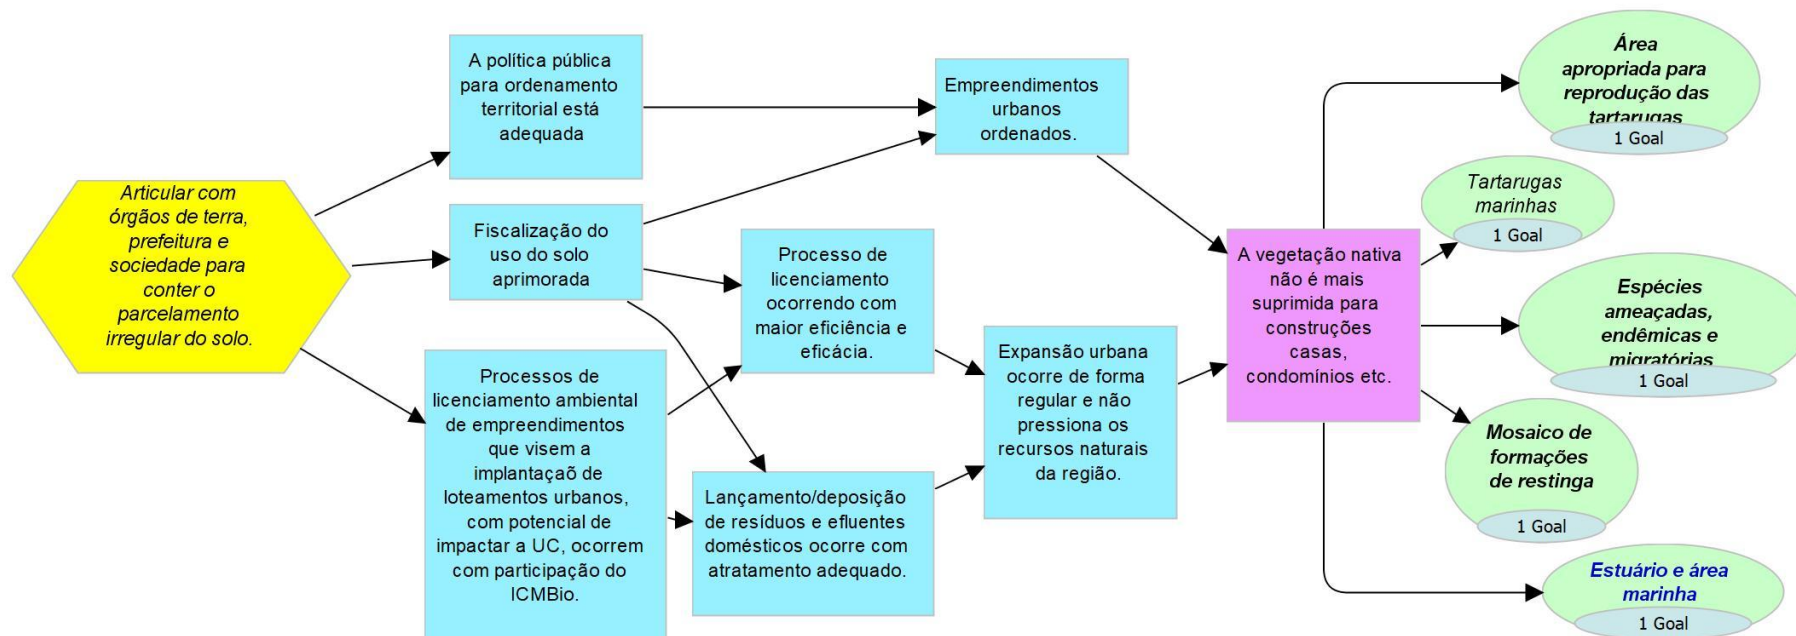 Articular com
órgãos de terra,
prefeitura e
sociedade para
conter o
parcelamento
irregular do solo.
A política pública
para ordenamento
territorial está
adequada
Fiscalização do
uso do solo
aprimorada
Processos de
licenciamento ambiental
de empreendimentos
que visem a
implantaçaõ de
loteamentos urbanos,
com potencial de
impactar a UC, ocorrem
com participação do
ICMBio.
Processo de
licenciamento
ocorrendo com
maior eficiência e
eficácia.
Lançamento/deposição
de resíduos e efluentes
domésticos ocorre com
atratamento adequado.
Empreendimentos
urbanos
ordenados.
Expansão urbana
ocorre de forma
regular e não
pressiona os
recursos naturais
da região.
A vegetação nativa
não é mais
suprimida para
construções
casas,
condomínios etc.
Área
apropriada para
reprodução das
tartarugas
1 Goal
Tartarugas
marinhas
1 Goal
Espécies
ameaçadas,
endêmicas e
migratórias
1 Goal
Mosaico de
formações
de restinga
1 Goal
Estuário e área
marinha
1 Goal